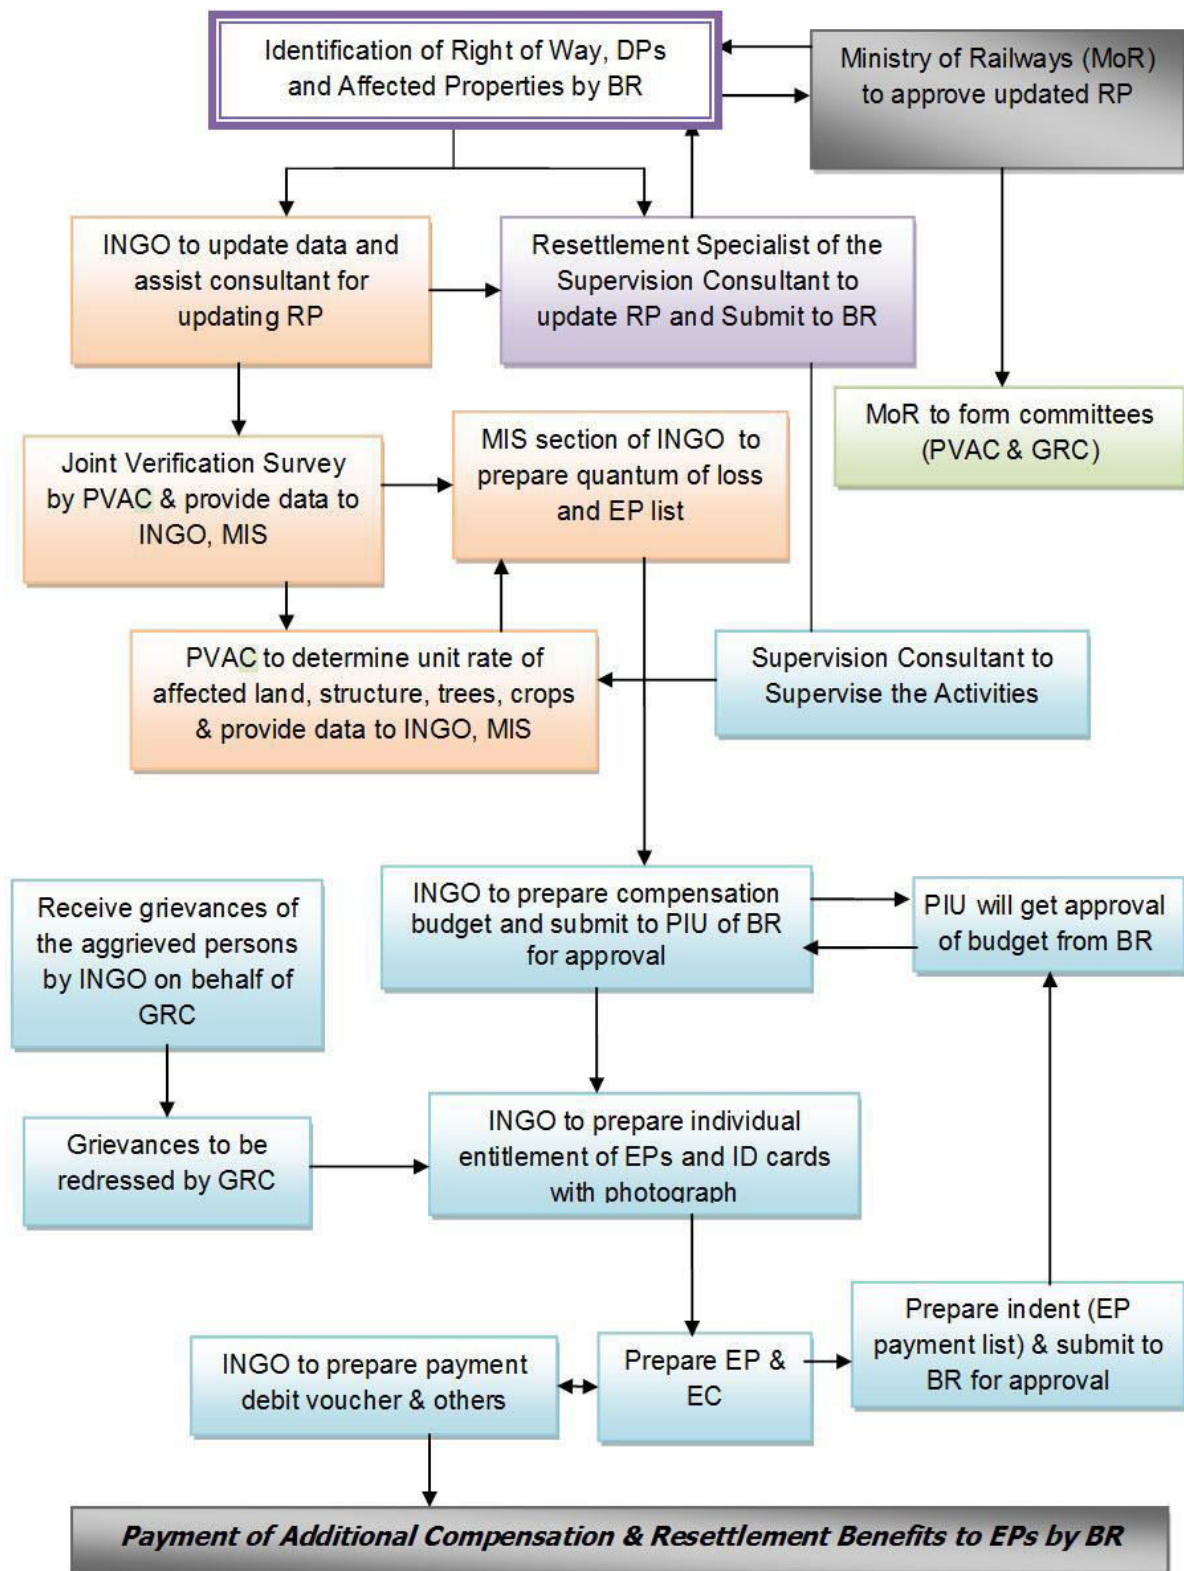 Identification of Right of Way, DPs
and Affected Properties by BR
Ministry of Railways (MoR)
to approve updated RP
INGO to update data and
assist consultant for
updating RP
Resettlement Specialist of the
Supervision Consultant to
update RP and Submit to BR
MoR to form committees
(PVAC & GRC)
Joint Verification Survey
by PVAC & provide data to
INGO, MIS
MIS section of INGO to
prepare quantum of loss
and EP list
PVAC to determine unit rate of
affected land, structure, trees, crops
& provide data to INGO, MIS
Supervision Consultant to
Supervise the Activities
Receive grievances of
the aggrieved persons
by INGO on behalf of
GRC
INGO to prepare compensation
budget and submit to PIU of BR
for approval
PIU will get approval
of budget from BR
Grievances to be
redressed by GRC
INGO to prepare individual
entitlement of EPs and ID cards
with photograph
INGO to prepare payment
debit voucher & others
Prepare EP &
EC
Prepare indent (EP
payment list) & submit to
BR for approval
Payment of Additional Compensation & Resettlement Benefits to EPs by BR